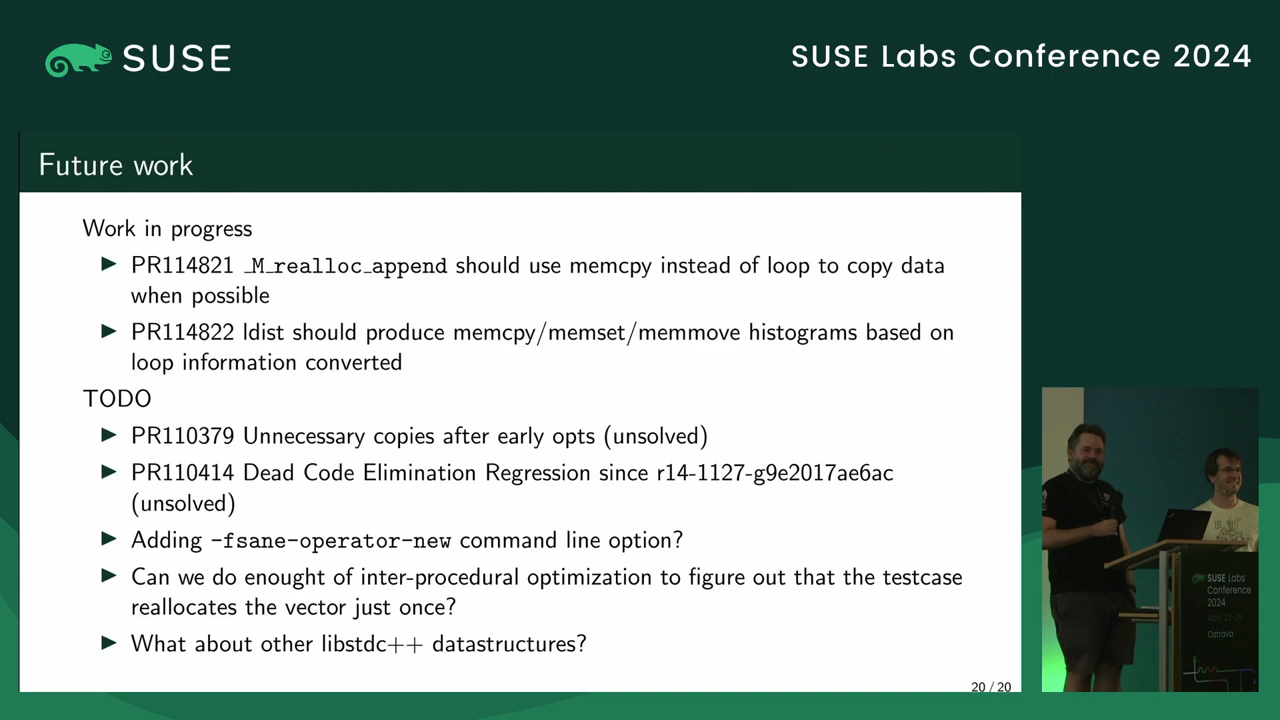 SUSE
SUSE Labs Conference 2024
Future work
Work in progress
PR114821 _M_realloc_append should use memcpy instead of loop to copy data
when possible
PR114822 ldist should produce memcpy/memset/memmove histograms based on
loop information converted
TODO
PR110379 Unnecessary copies after early opts (unsolved)
PR110414 Dead Code Elimination Regression since r14-1127-g9e2017ae6ac
(unsolved)
Adding -fsane-operator-new command line option?
Can we do enought of inter-procedural optimization to figure out that the testcase
reallocates the vector just once?
What about other libstdc++ datastructures?
20 / 20
SUSE Labs
Conference
2024
Ostrava